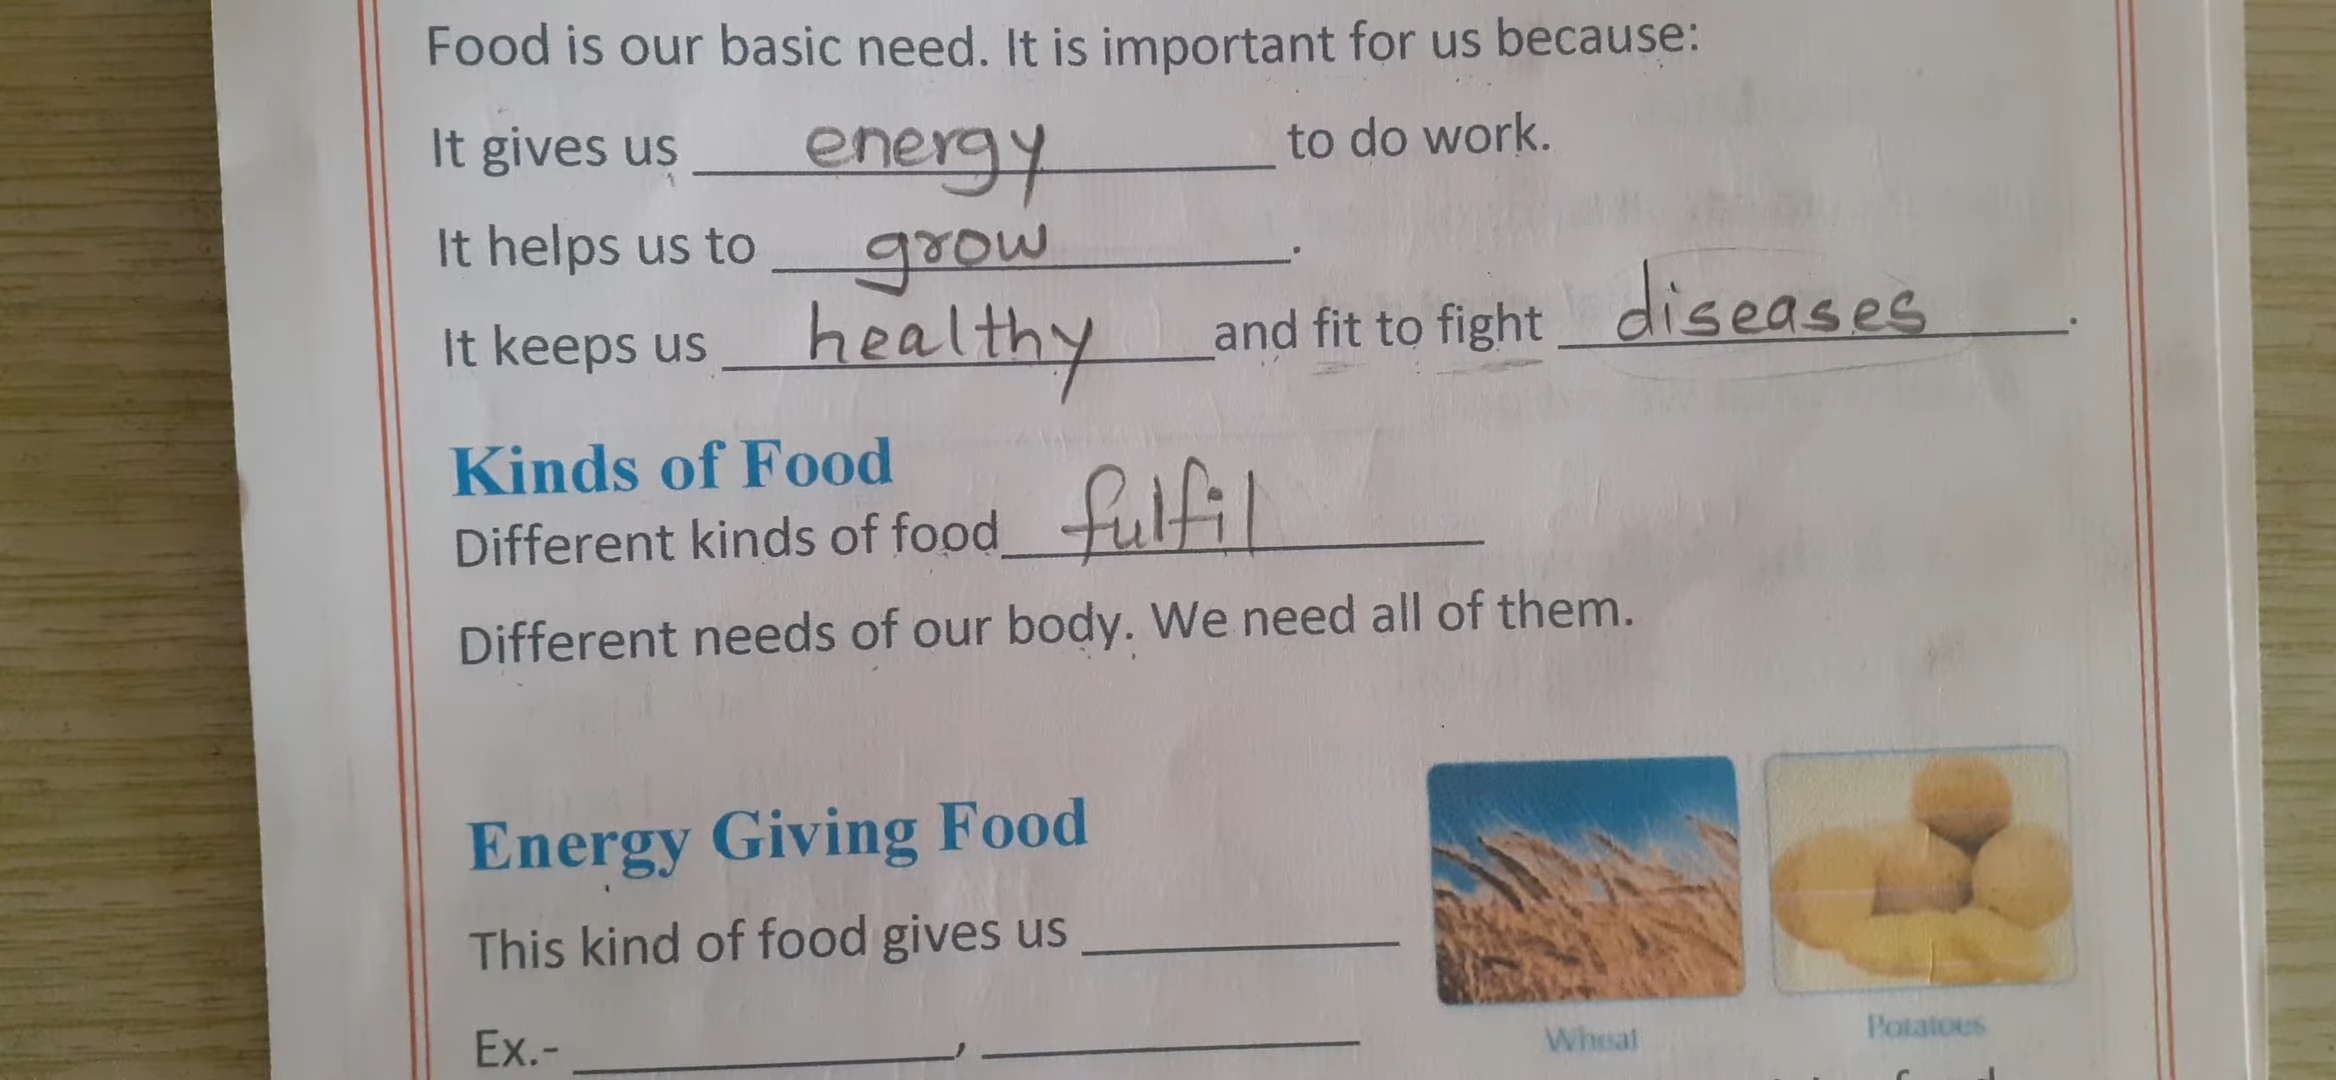 Food is our basic need. It is important for us because:
It gives us energy to do work.
It helps us to grow.
It keeps us healthy and fit to fight diseases.
Kinds of Food
Different kinds of food fulfil
Different needs of our body. We need all of them.
Energy Giving Food
This kind of food gives us
Ex.- ,
Wheat
Potatoes